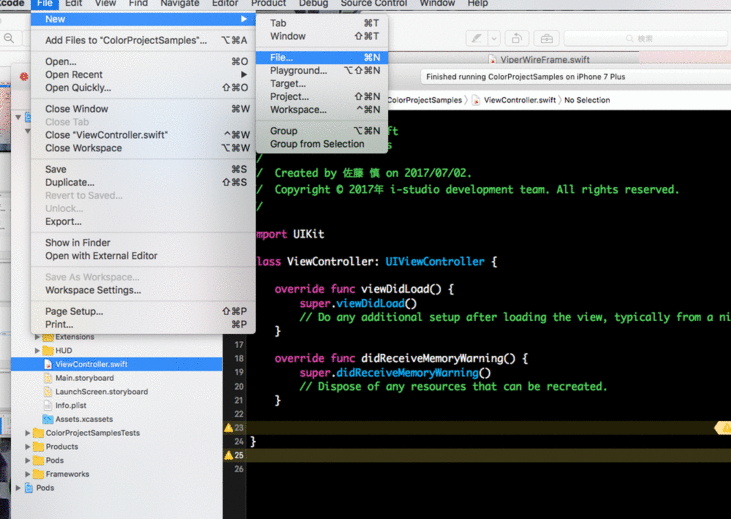 Xcode File Edit View Find Navigate Editor Product Debug Source Control Window Help
New
Tab ⌘T
Window ⇧⌘T
File... ⌘N
Playground... ⌥⇧⌘N
Target...
Project... ⇧⌘N
Workspace... ^⌘N
Group ⌥⌘N
Group from Selection
Add Files to "ColorProjectSamples"... ⌥⌘A
Open... ⌘O
Open Recent
Open Quickly... ⇧⌘O
Close Window ⌘W
Close Tab
Close "ViewController.swift" ^⌘W
Close Workspace ⌥⌘W
Save ⌘S
Duplicate... ⇧⌘S
Revert to Saved...
Unlock...
Export...
Show in Finder
Open with External Editor
Save As Workspace...
Workspace Settings...
Page Setup... ⇧⌘P
Print... ⌘P
検索
ViperWireFrame.swift
Finished running ColorProjectSamples on iPhone 7 Plus
ColorProjectSamples
ViewController.swift
No Selection
Extensions
HUD
ViewController.swift
Main.storyboard
LaunchScreen.storyboard
Info.plist
Assets.xcassets
ColorProjectSamplesTests
Products
Pods
Frameworks
Pods
/ Created by 佐藤 慎 on 2017/07/02.
/ Copyright © 2017年 i-studio development team. All rights reserved.
/
mport UIKit
lass ViewController: UIViewController {
override func viewDidLoad() {
super.viewDidLoad()
// Do any additional setup after loading the view, typically from a ni
}
17
18 override func didReceiveMemoryWarning() {
19 super.didReceiveMemoryWarning()
20 // Dispose of any resources that can be recreated.
21 }
22
23
24 }
25
26